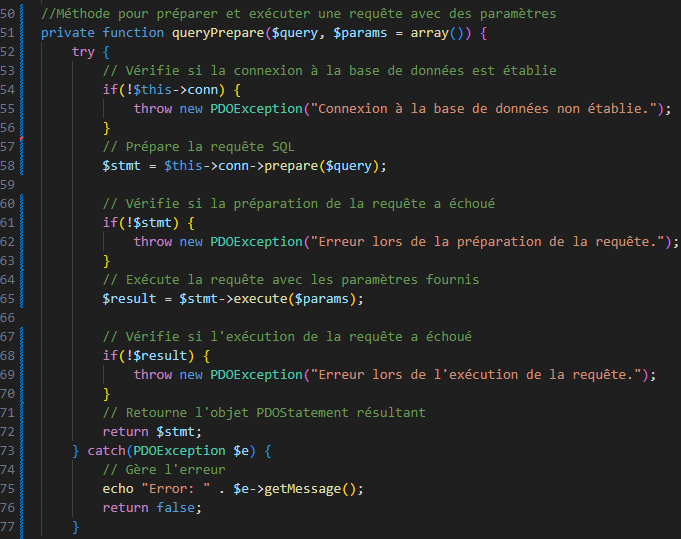 50 //Méthode pour préparer et exécuter une requête avec des paramètres
51 private function queryPrepare($query, $params = array()) {
52     try {
53         // Vérifie si la connexion à la base de données est établie
54         if(!$this->conn) {
55             throw new PDOException("Connexion à la base de données non établie.");
56         }
57         // Prépare la requête SQL
58         $stmt = $this->conn->prepare($query);
59
60         // Vérifie si la préparation de la requête a échoué
61         if(!$stmt) {
62             throw new PDOException("Erreur lors de la préparation de la requête.");
63         }
64         // Exécute la requête avec les paramètres fournis
65         $result = $stmt->execute($params);
66
67         // Vérifie si l'exécution de la requête a échoué
68         if(!$result) {
69             throw new PDOException("Erreur lors de l'exécution de la requête.");
70         }
71         // Retourne l'objet PDOStatement résultant
72         return $stmt;
73     } catch(PDOException $e) {
74         // Gère l'erreur
75         echo "Error: " . $e->getMessage();
76         return false;
77     }